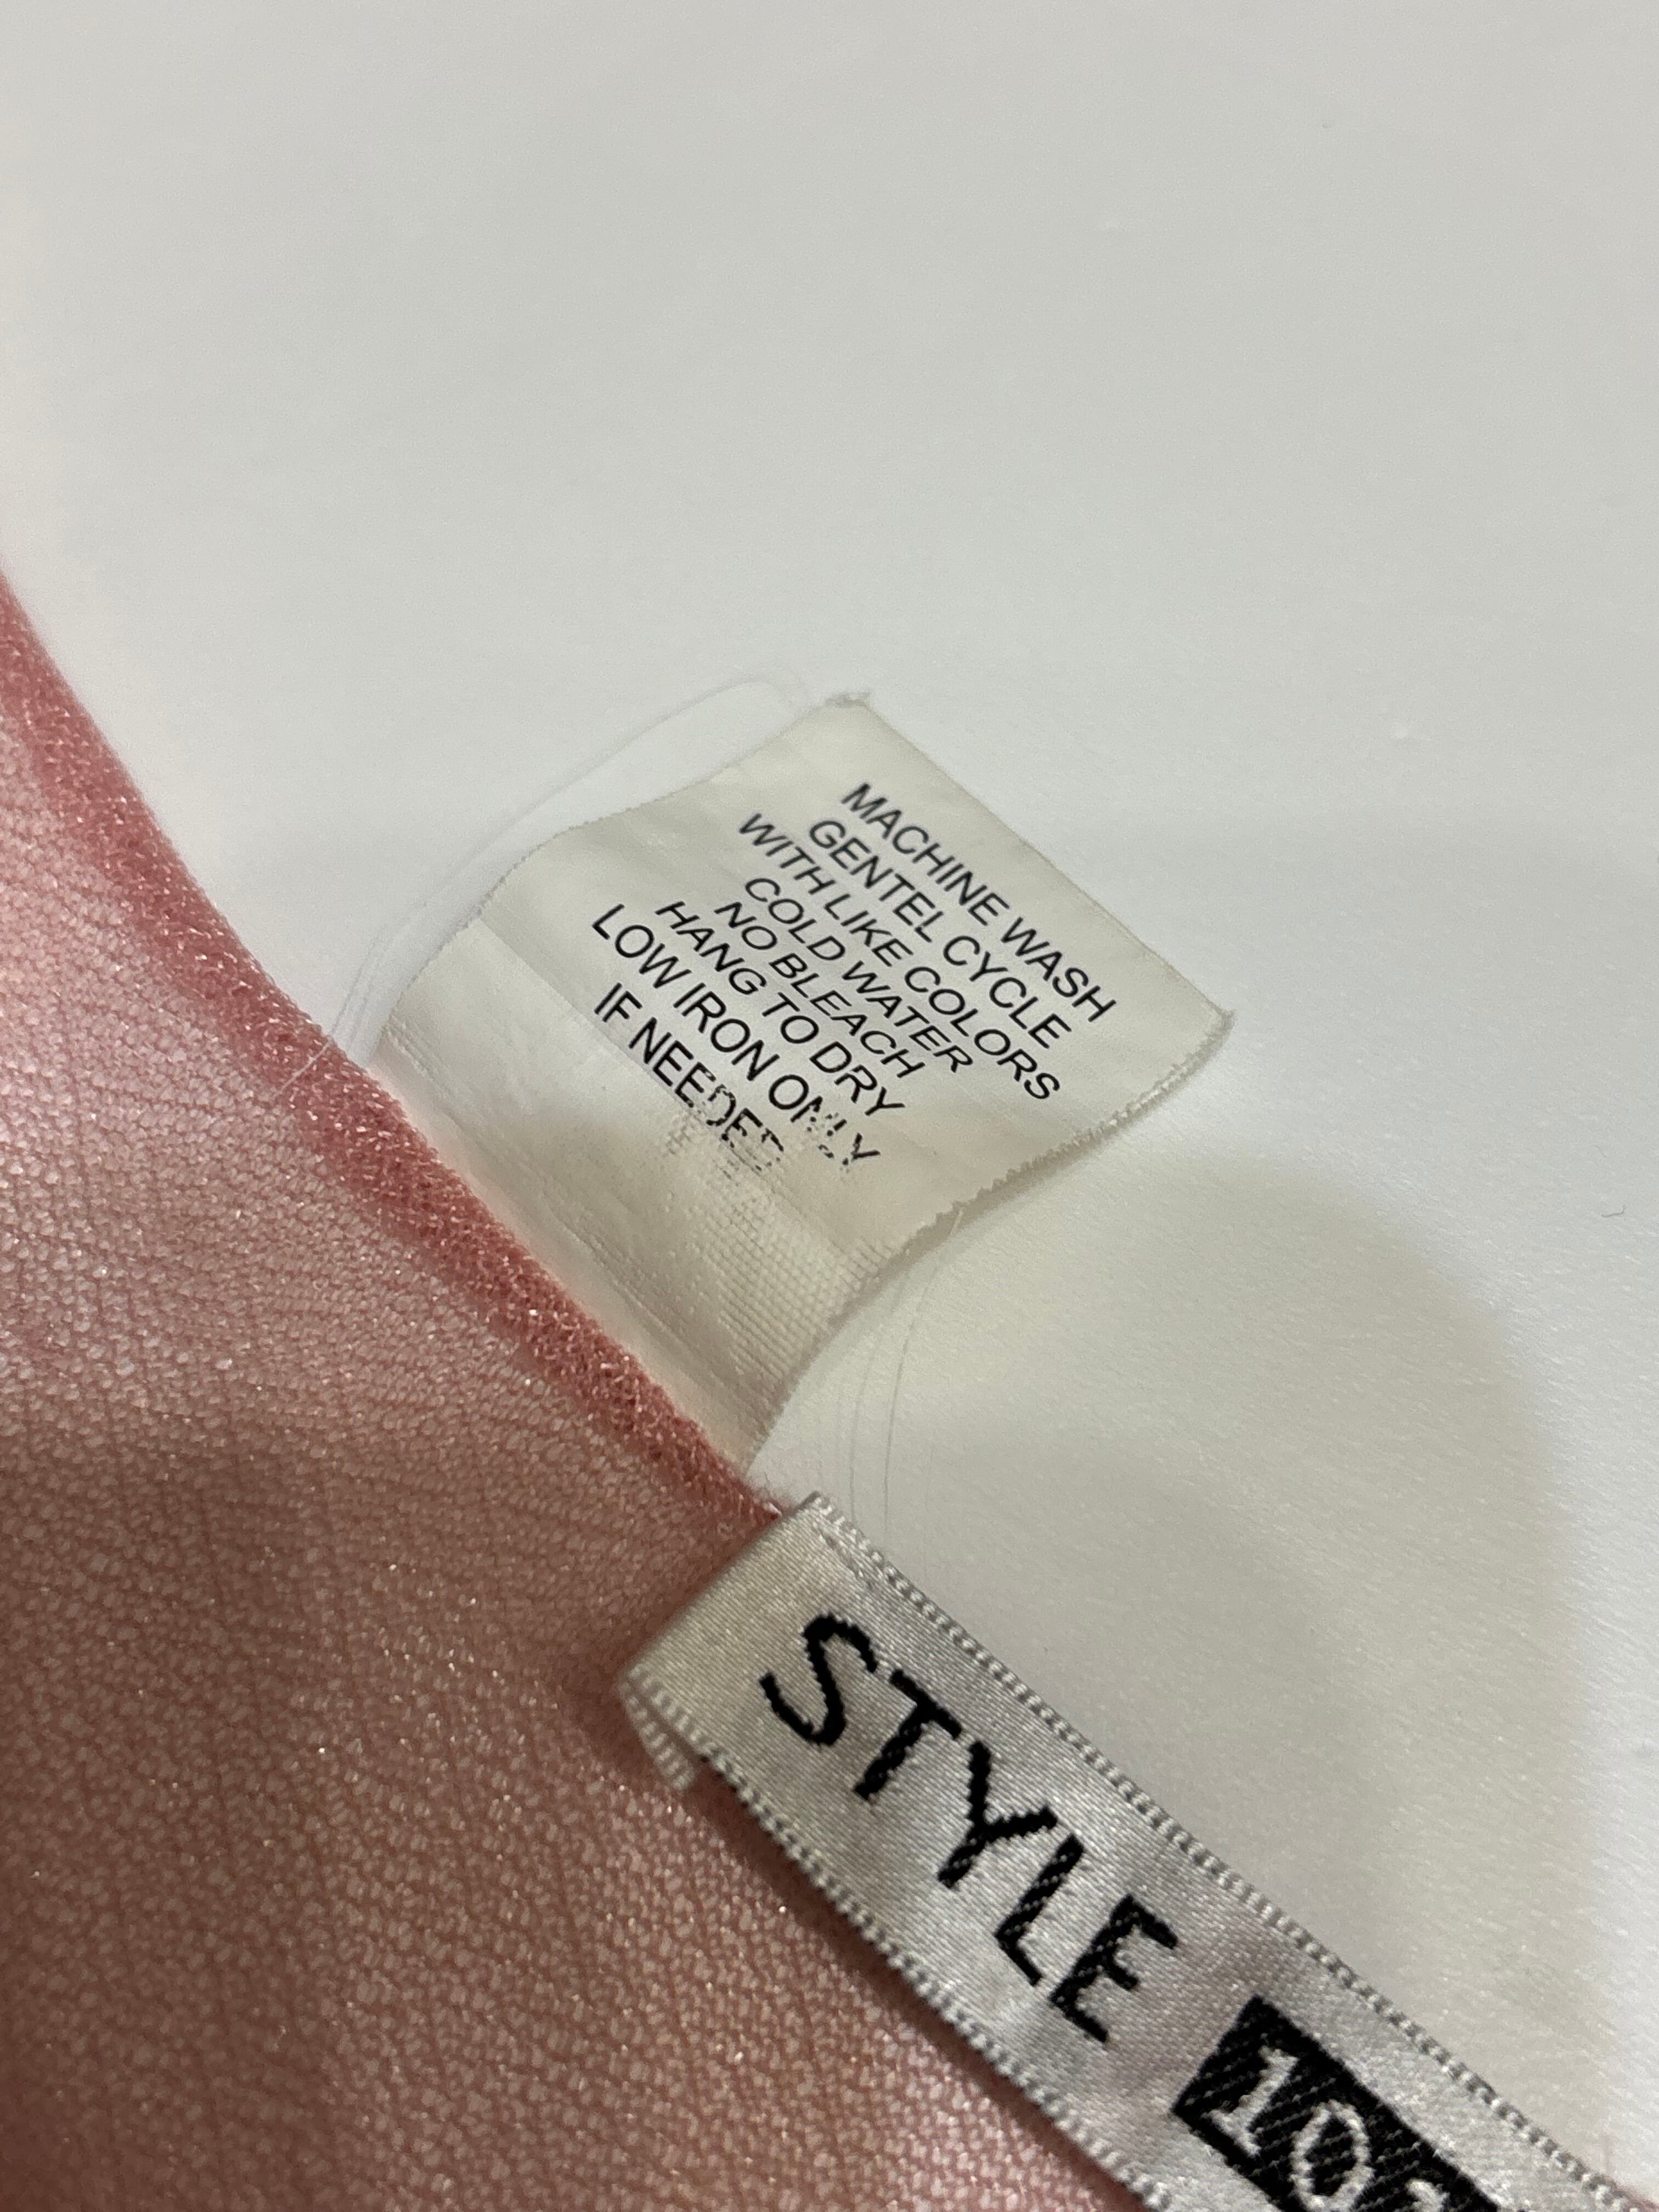 MACHINE WASH
GENTEL CYCLE
WITH LIKE COLORS
COLD WATER
NO BLEACH
HANG TO DRY
LOW IRON ONLY
IF NEEDED
STYLE